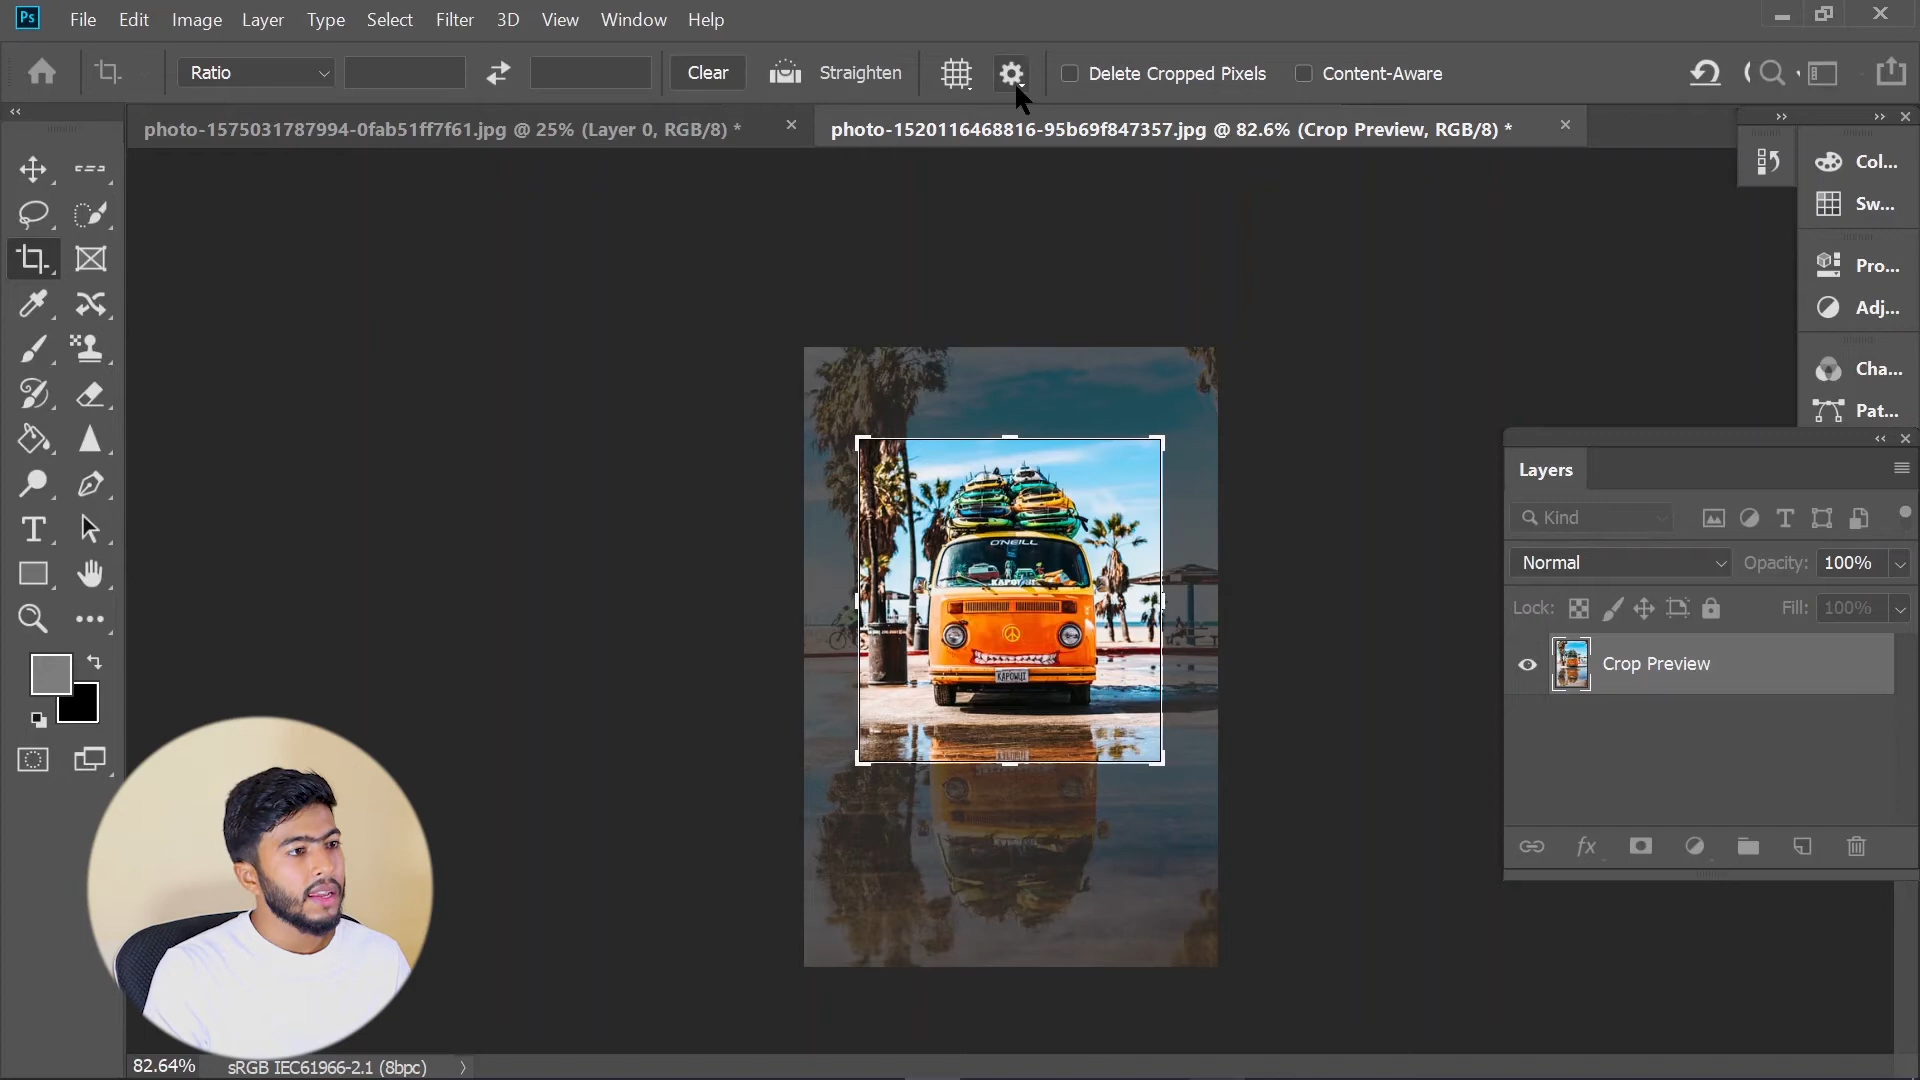 Ps File Edit Image Layer Type Select Filter 3D View Window Help
Ratio Clear Straighten Delete Cropped Pixels Content-Aware
photo-1575031787994-0fab51ff7f61.jpg @ 25% (Layer 0, RGB/8) *
photo-1520116468816-95b69f847357.jpg @ 82.6% (Crop Preview, RGB/8) *
Col...
Sw...
Pro...
Adj...
Cha...
Pat...
Layers
Kind
Normal Opacity: 100%
Lock: Fill: 100%
Crop Preview
O'NEILL
KAPOWUI
KAPOWUI
82.64% sRGB IEC61966-2.1 (8bpc)